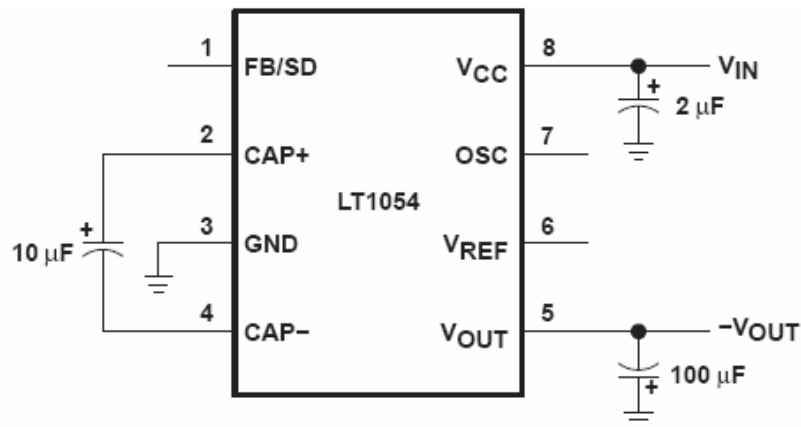 1 FB/SD VCC 8 VIN
+
2 μF
2 CAP+ OSC 7
LT1054
+
10 μF
3 GND VREF 6
4 CAP− VOUT 5 −VOUT
+
100 μF